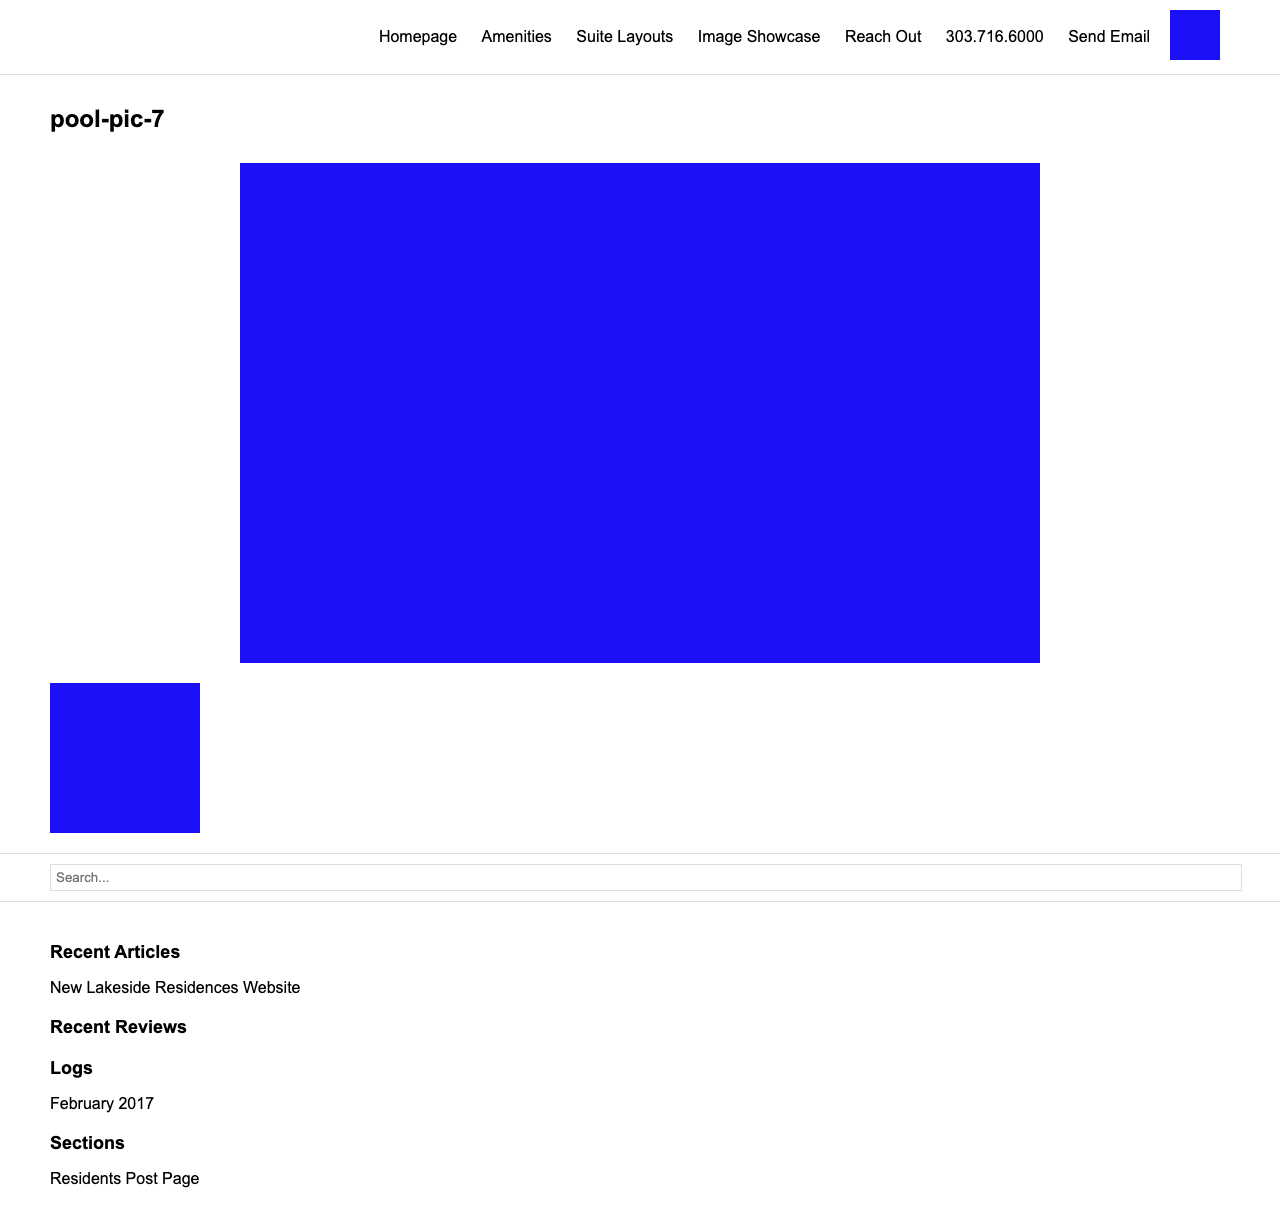 Homepage Amenities Suite Layouts Image Showcase Reach Out 303.716.6000 Send Email
pool-pic-7
Search...
Recent Articles
New Lakeside Residences Website
Recent Reviews
Logs
February 2017
Sections
Residents Post Page